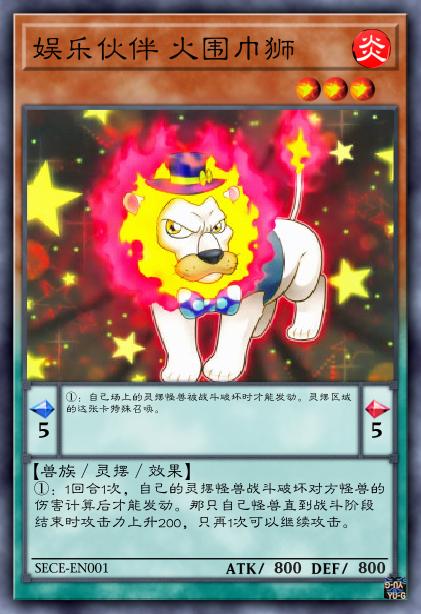 娱乐伙伴 火围巾狮
炎
①：自己场上的灵摆怪兽被战斗破坏时才能发动。灵摆区域
的这张卡特殊召唤。
5
5
【兽族／灵摆／效果】
①：1回合1次，自己的灵摆怪兽战斗破坏对方怪兽的
伤害计算后才能发动。那只自己怪兽直到战斗阶段
结束时攻击力上升200，只再1次可以继续攻击。
SECE-EN001
ATK/ 800
DEF/ 800